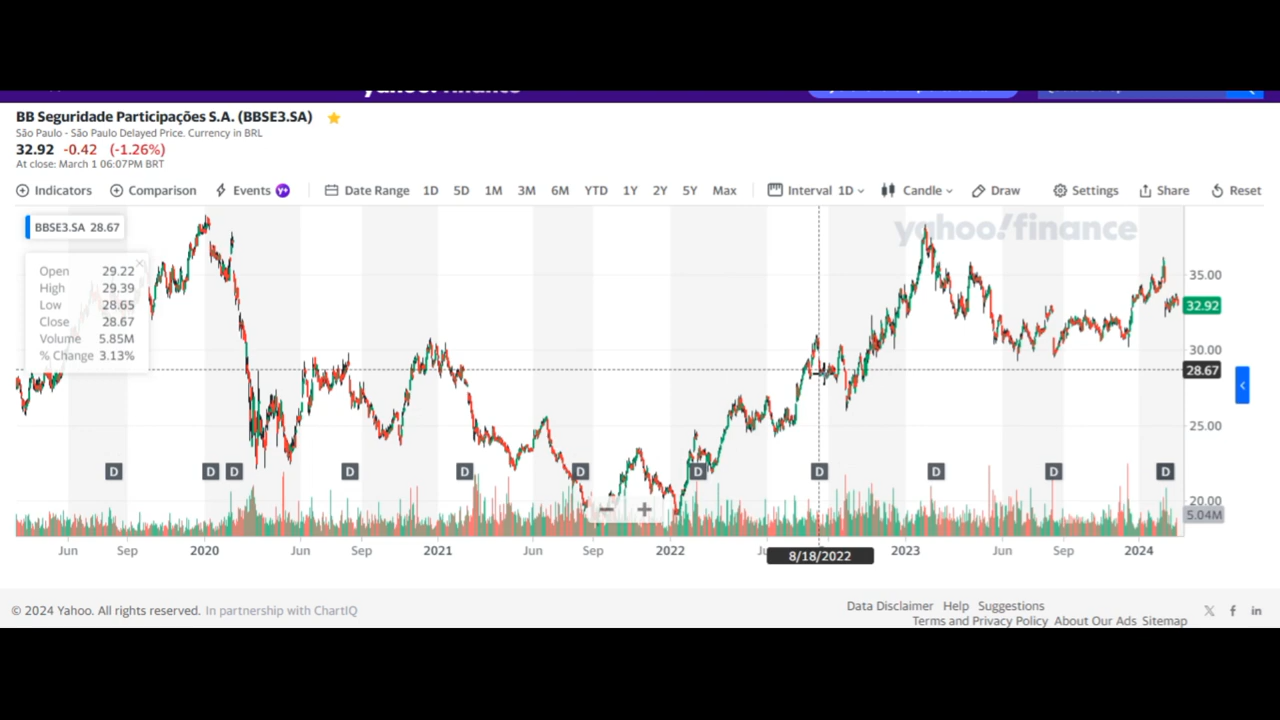 yahoo!finance
BB Seguridade Participações S.A. (BBSE3.SA)
São Paulo - São Paulo Delayed Price. Currency in BRL
32.92 -0.42 (-1.26%)
At close: March 1 06:07PM BRT
Indicators Comparison Events Y+ Date Range 1D 5D 1M 3M 6M YTD 1Y 2Y 5Y Max Interval 1D Candle Draw Settings Share Reset
BBSE3.SA 28.67
yahoo!finance
Open 29.22
High 29.39
Low 28.65
Close 28.67
Volume 5.85M
% Change 3.13%
35.00
32.92
30.00
28.67
25.00
D D D D D D D D D D D
20.00
5.04M
Jun Sep 2020 Jun Sep 2021 Jun Sep 2022 8/18/2022 2023 Jun Sep 2024
© 2024 Yahoo. All rights reserved. In partnership with ChartIQ
Data Disclaimer Help Suggestions
Terms and Privacy Policy About Our Ads Sitemap